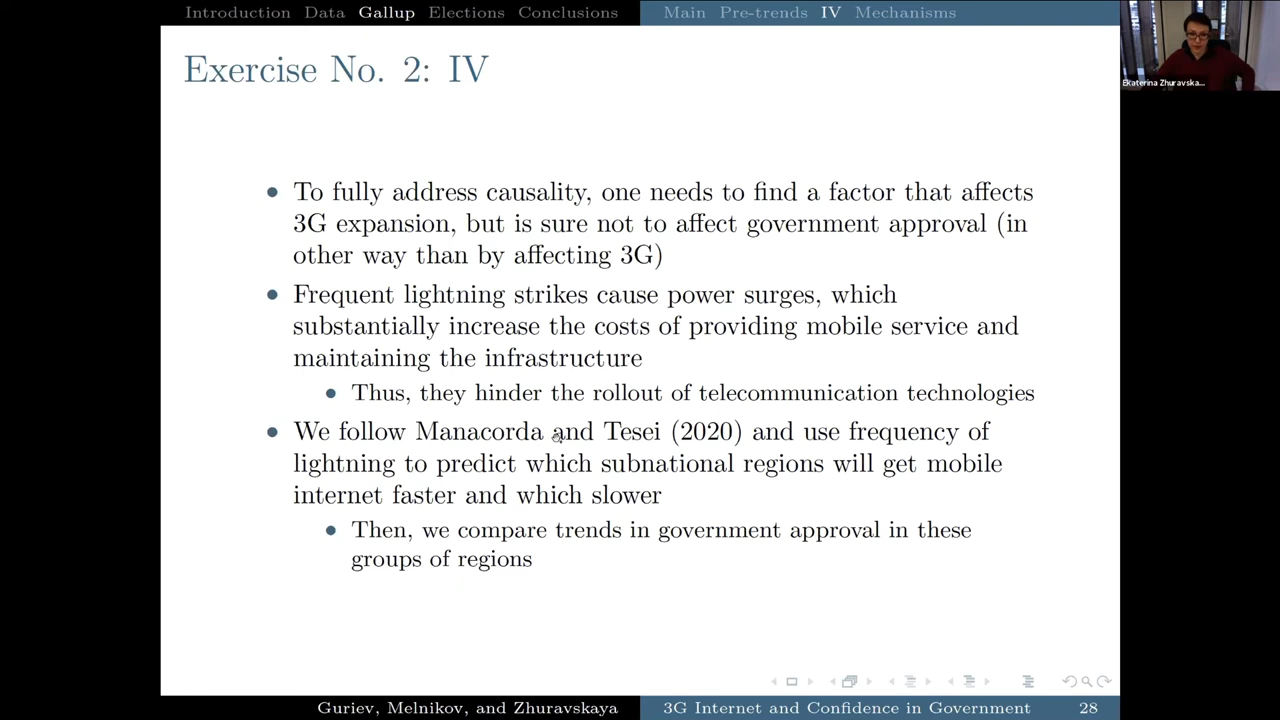 Introduction Data Gallup Elections Conclusions Main Pre-trends IV Mechanisms
Ekaterina Zhuravska...
Exercise No. 2: IV
• To fully address causality, one needs to find a factor that affects
3G expansion, but is sure not to affect government approval (in
other way than by affecting 3G)
• Frequent lightning strikes cause power surges, which
substantially increase the costs of providing mobile service and
maintaining the infrastructure
• Thus, they hinder the rollout of telecommunication technologies
• We follow Manacorda and Tesei (2020) and use frequency of
lightning to predict which subnational regions will get mobile
internet faster and which slower
• Then, we compare trends in government approval in these
groups of regions
Guriev, Melnikov, and Zhuravskaya 3G Internet and Confidence in Government 28